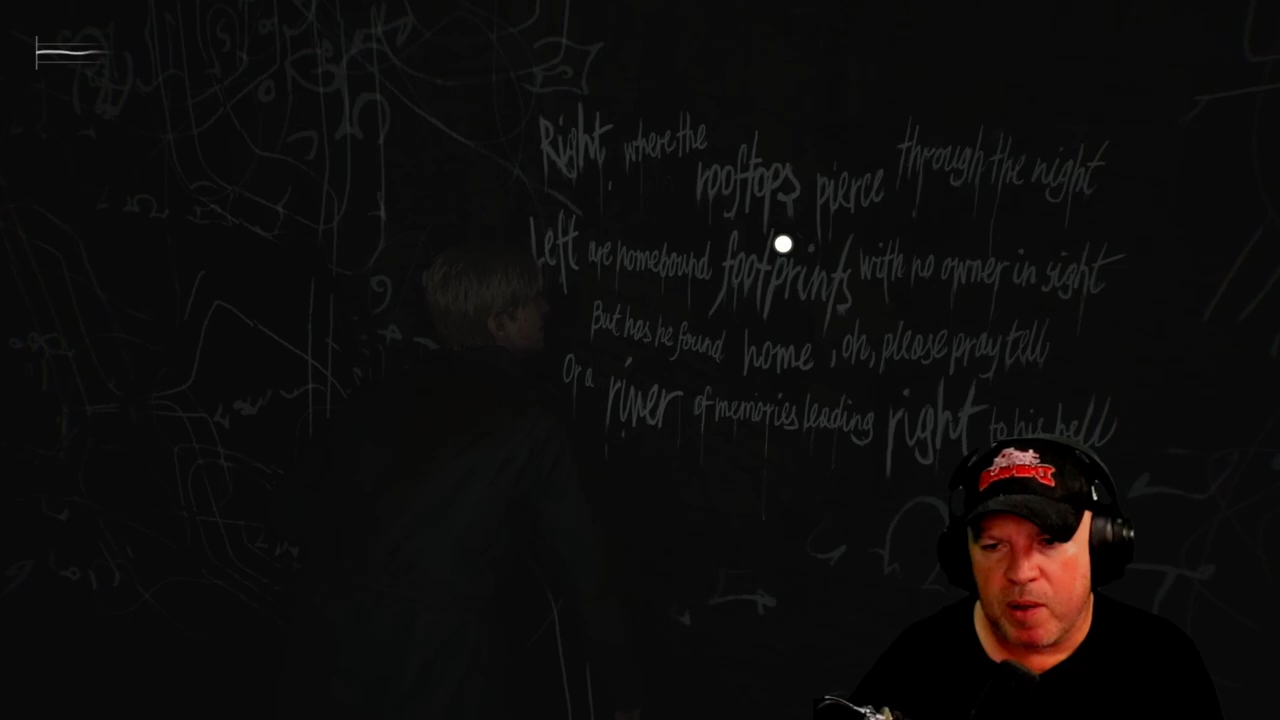 Right where the rooftops pierce through the night
Left are homebound footprints with no owner in sight
But has he found home, oh, please pray tell
Or a river of memories leading right to his hell